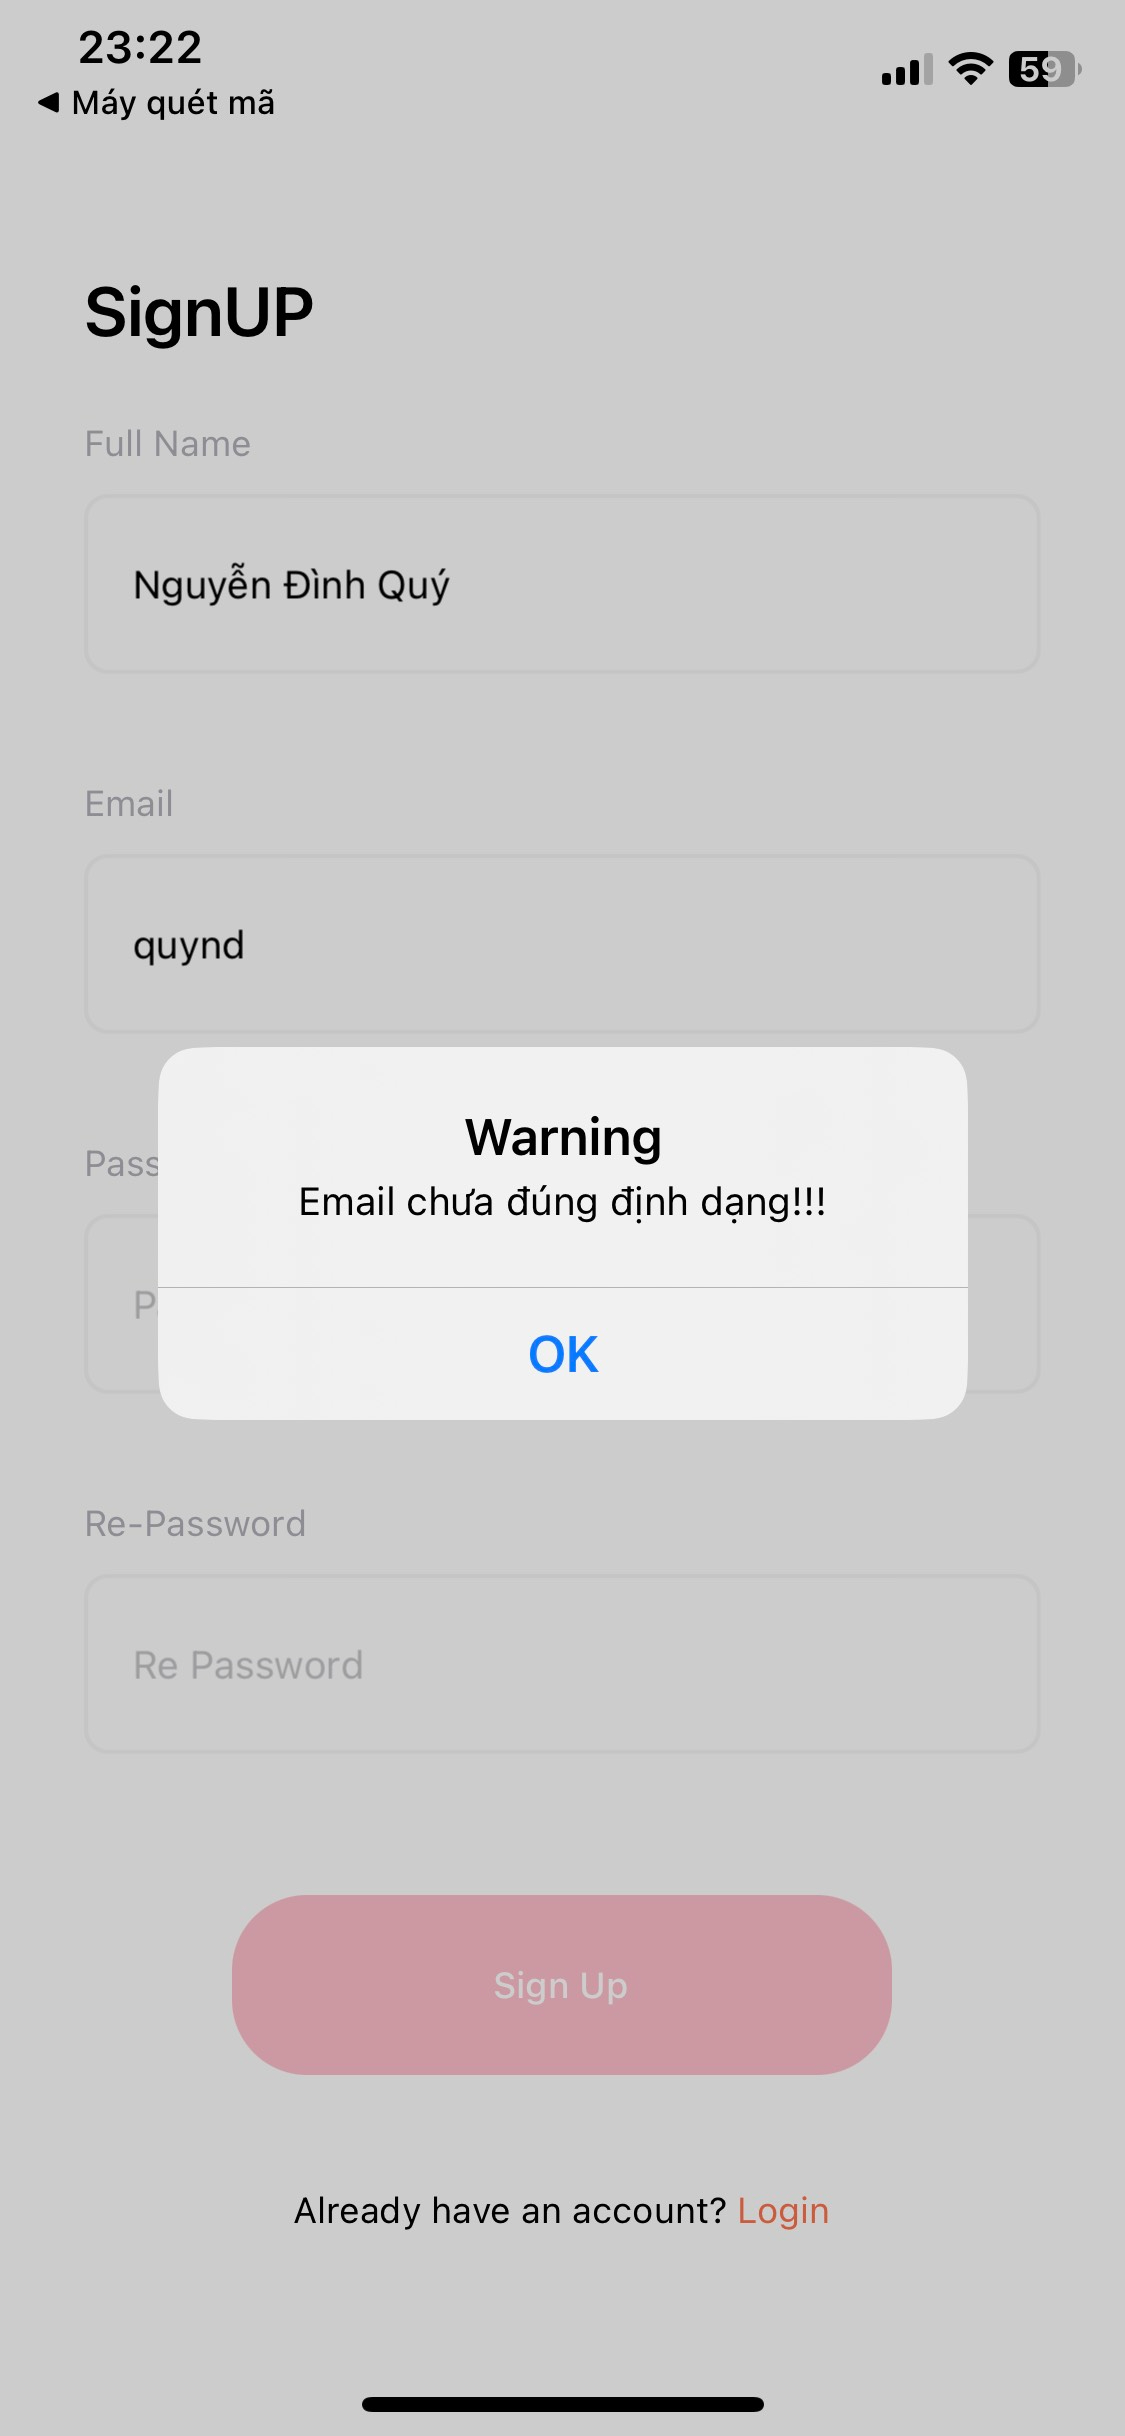 23:22
59
◀ Máy quét mã
SignUP
Full Name
Nguyễn Đình Quý
Email
quynd
Warning
Email chưa đúng định dạng!!!
OK
Re-Password
Re Password
Sign Up
Already have an account? Login